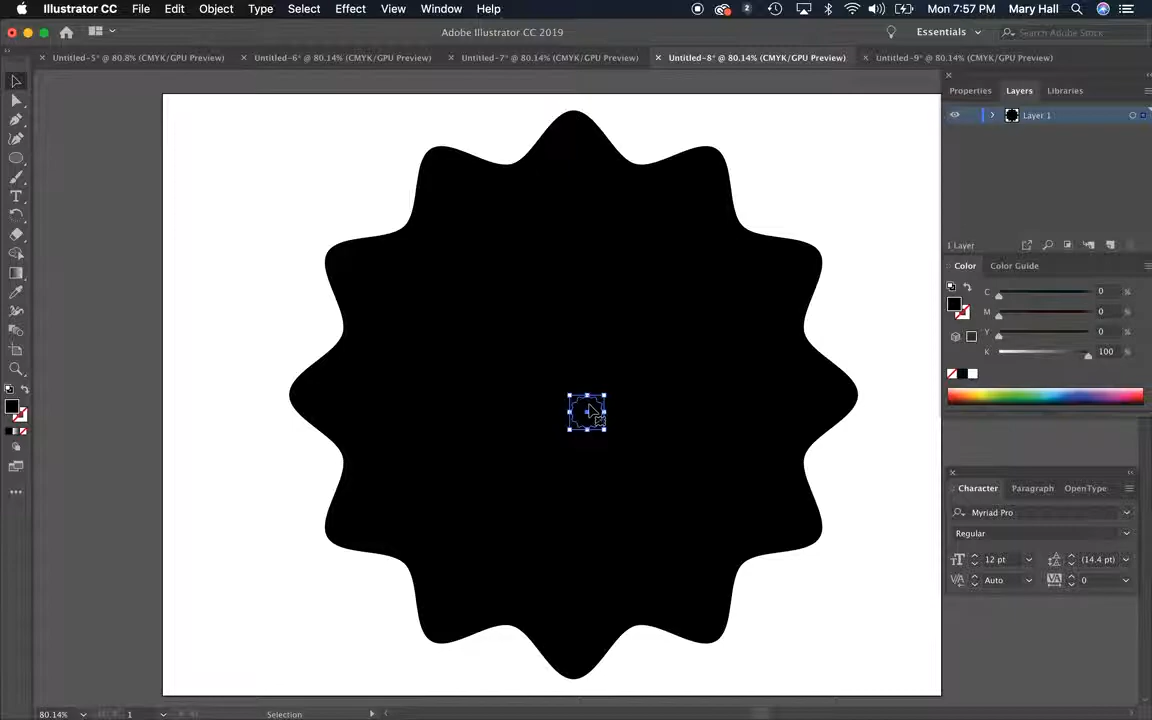 Illustrator CC File Edit Object Type Select Effect View Window Help 2 Mon 7:57 PM Mary Hall
Adobe Illustrator CC 2019 Essentials Search Adobe Stock
Untitled-5* @ 80.8% (CMYK/GPU Preview) Untitled-6* @ 80.14% (CMYK/GPU Preview) Untitled-7* @ 80.14% (CMYK/GPU Preview) Untitled-8* @ 80.14% (CMYK/GPU Preview) Untitled-9* @ 80.14% (CMYK/GPU Preview)
Properties Layers Libraries
Layer 1
1 Layer
Color Color Guide
C 0 %
M 0 %
Y 0 %
K 100 %
Character Paragraph OpenType
Myriad Pro
Regular
12 pt (14.4 pt)
Auto 0
80.14% 1 Selection